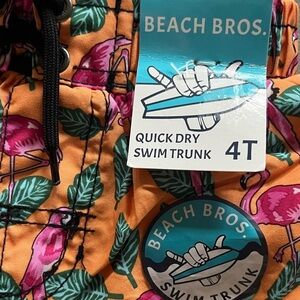 BEACH BROS.
QUICK DRY
SWIM TRUNK
4T
BEACH BROS
SWIM TRUNK